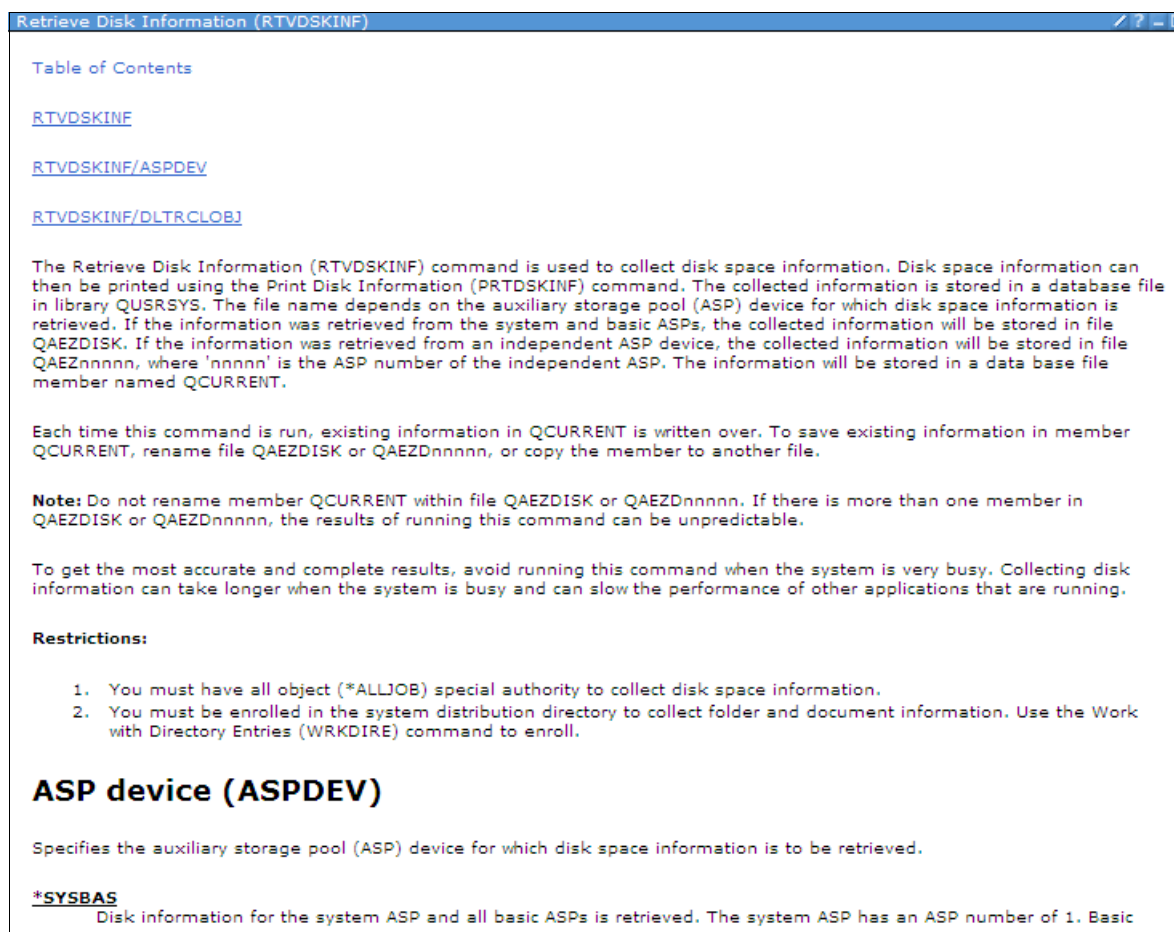 Retrieve Disk Information (RTVDSKINF)
Table of Contents
RTVDSKINF
RTVDSKINF/ASPDEV
RTVDSKINF/DLTRCLOBJ
The Retrieve Disk Information (RTVDSKINF) command is used to collect disk space information. Disk space information can
then be printed using the Print Disk Information (PRTDSKINF) command. The collected information is stored in a database file
in library QUSRSYS. The file name depends on the auxiliary storage pool (ASP) device for which disk space information is
retrieved. If the information was retrieved from the system and basic ASPs, the collected information will be stored in file
QAEZDISK. If the information was retrieved from an independent ASP device, the collected information will be stored in file
QAEZnnnnn, where 'nnnnn' is the ASP number of the independent ASP. The information will be stored in a data base file
member named QCURRENT.
Each time this command is run, existing information in QCURRENT is written over. To save existing information in member
QCURRENT, rename file QAEZDISK or QAEZDnnnnn, or copy the member to another file.
Note: Do not rename member QCURRENT within file QAEZDISK or QAEZDnnnnn. If there is more than one member in
QAEZDISK or QAEZDnnnnn, the results of running this command can be unpredictable.
To get the most accurate and complete results, avoid running this command when the system is very busy. Collecting disk
information can take longer when the system is busy and can slow the performance of other applications that are running.
Restrictions:
1. You must have all object (*ALLJOB) special authority to collect disk space information.
2. You must be enrolled in the system distribution directory to collect folder and document information. Use the Work
with Directory Entries (WRKDIRE) command to enroll.
ASP device (ASPDEV)
Specifies the auxiliary storage pool (ASP) device for which disk space information is to be retrieved.
*SYSBAS
Disk information for the system ASP and all basic ASPs is retrieved. The system ASP has an ASP number of 1. Basic